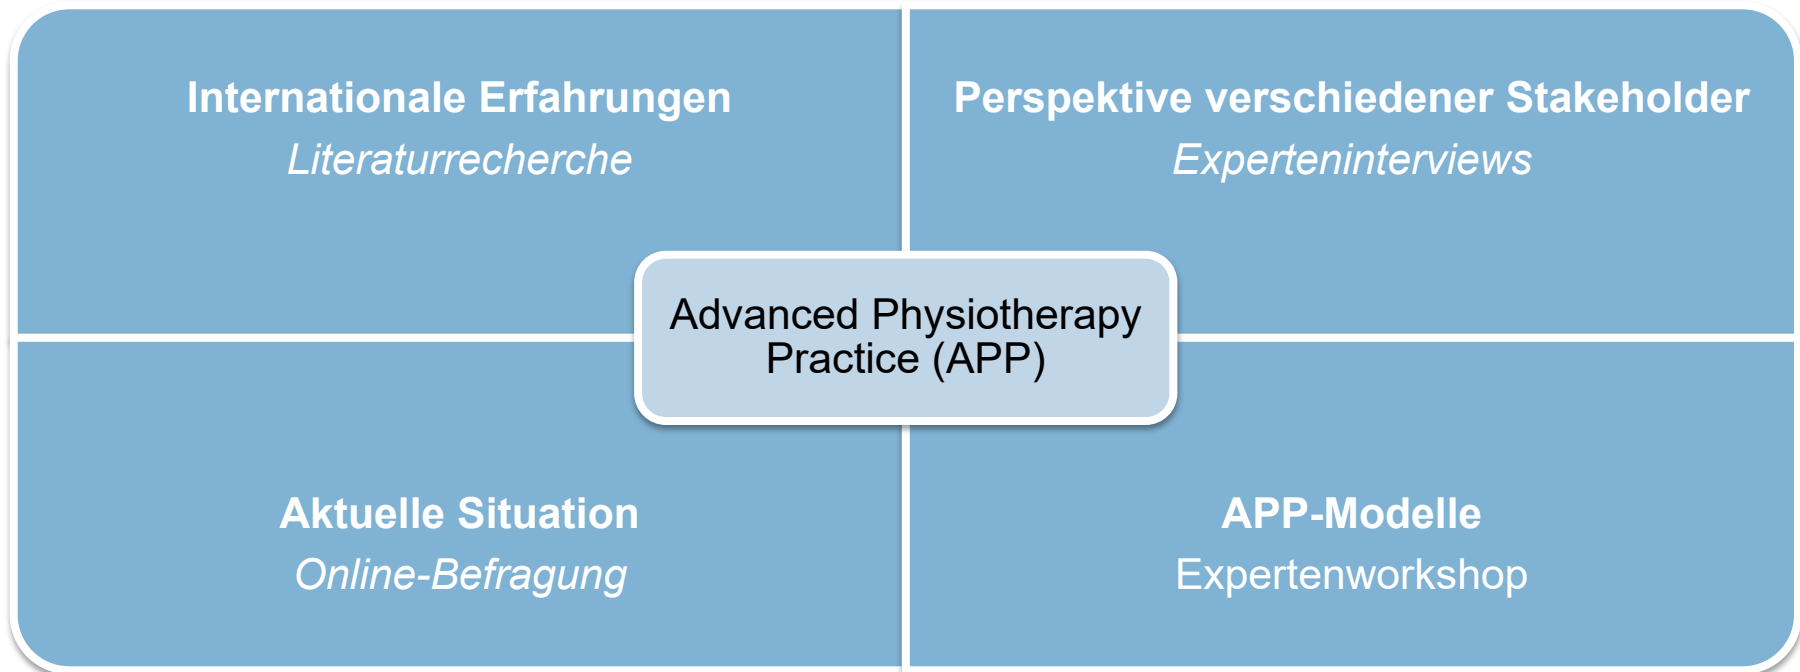 Internationale Erfahrungen
Literaturrecherche
Perspektive verschiedener Stakeholder
Experteninterviews
Advanced Physiotherapy
Practice (APP)
Aktuelle Situation
Online-Befragung
APP-Modelle
Expertenworkshop